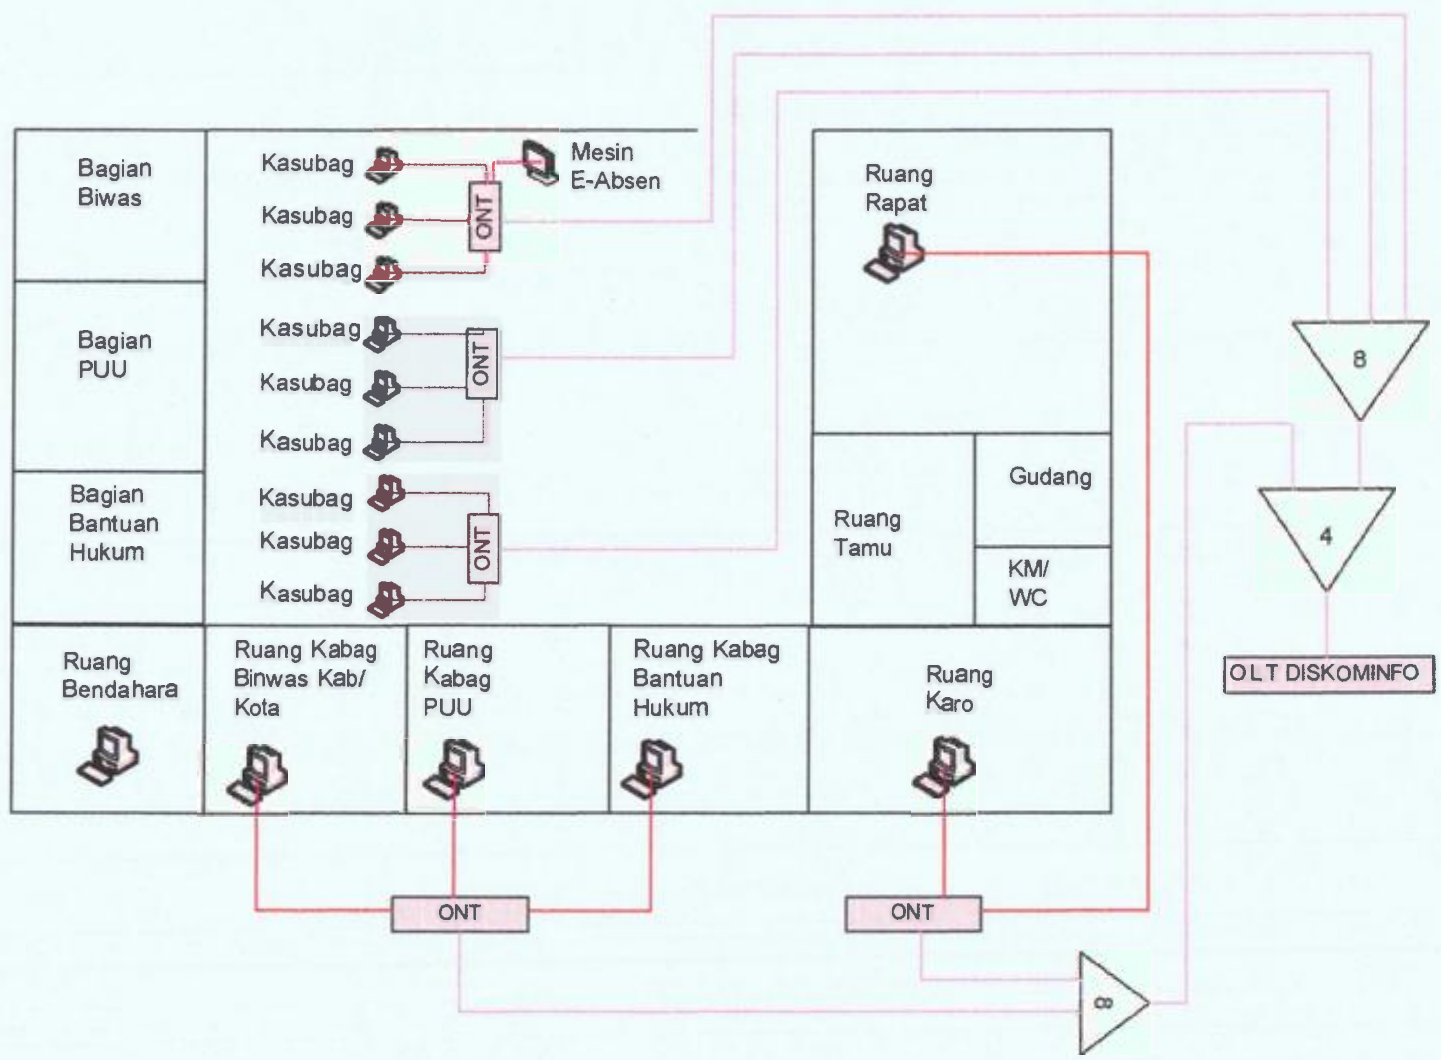 Bagian
Biwas
Kasubag
Kasubag
Kasubag
ONT
Mesin
E-Absen
Ruang
Rapat
Bagian
PUU
Kasubag
Kasubag
Kasubag
ONT
8
Bagian
Bantuan
Hukum
Kasubag
Kasubag
Kasubag
ONT
Ruang
Tamu
Gudang
KM/
WC
4
OLT DISKOMINFO
Ruang
Bendahara
Ruang Kabag
Binwas Kab/
Kota
Ruang
Kabag
PUU
Ruang Kabag
Bantuan
Hukum
Ruang
Karo
ONT
ONT
8